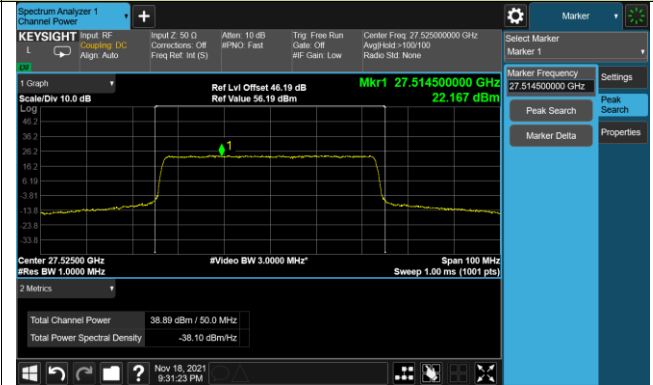 Spectrum Analyzer 1
Channel Power
+
Marker
KEYSIGHT
L
Input: RF
Coupling: DC
Align: Auto
Input Z: 50 Ω
Corrections: Off
Freq Ref: Int (S)
Atten: 10 dB
#PNO: Fast
Trig: Free Run
Gate: Off
#IF Gain: Low
Center Freq: 27.525000000 GHz
Avg|Hold:>100/100
Radio Std: None
Select Marker
Marker 1
1 Graph
Scale/Div 10.0 dB
Ref Lvl Offset 46.19 dB
Ref Value 56.19 dBm
Mkr1 27.514500000 GHz
22.167 dBm
Marker Frequency
27.514500000 GHz
Settings
Peak Search
Peak Search
Marker Delta
Properties
Log
46.2
36.2
26.2
16.2
6.19
-3.81
-13.8
-23.8
-33.8
1
Center 27.52500 GHz
#Video BW 3.0000 MHz*
Span 100 MHz
#Res BW 1.0000 MHz
Sweep 1.00 ms (1001 pts)
2 Metrics
Total Channel Power 38.89 dBm / 50.0 MHz
Total Power Spectral Density -38.10 dBm/Hz
?
Nov 18, 2021
9:31:23 PM